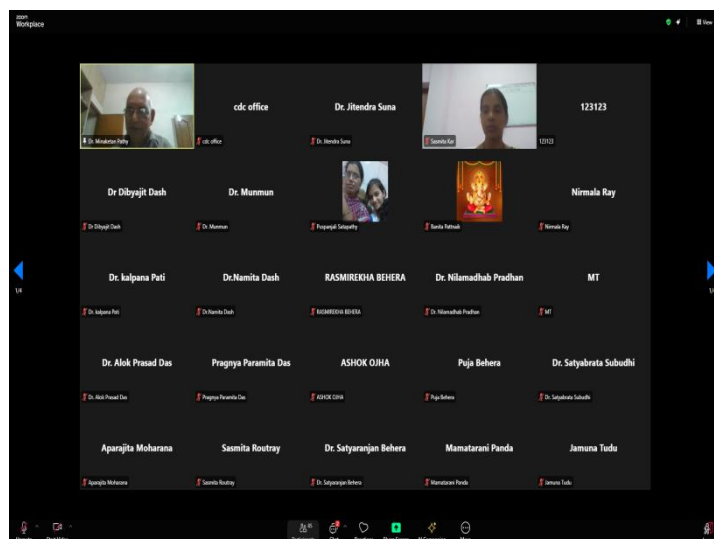 zoom
Workplace
View
cdc office
Dr. Jitendra Suna
123123
Dr. Minaketan Pathy
cdc office
Dr. Jitendra Suna
Sasmita Kar
123123
Dr Dibyajit Dash
Dr. Munmun
Nirmala Ray
Dr Dibyajit Dash
Dr. Munmun
Puspanjali Satapathy
Banita Pattnaik
Nirmala Ray
Dr. kalpana Pati
Dr.Namita Dash
RASMIREKHA BEHERA
Dr. Nilamadhab Pradhan
MT
1/4
Dr. kalpana Pati
Dr.Namita Dash
RASMIREKHA BEHERA
Dr. Nilamadhab Pradhan
MT
Dr. Alok Prasad Das
Pragnya Paramita Das
ASHOK OJHA
Puja Behera
Dr. Satyabrata Subudhi
Dr. Alok Prasad Das
Pragnya Paramita Das
ASHOK OJHA
Puja Behera
Dr. Satyabrata Subudhi
Aparajita Moharana
Sasmita Routray
Dr. Satyaranjan Behera
Mamatarani Panda
Jamuna Tudu
Aparajita Moharana
Sasmita Routray
Dr. Satyaranjan Behera
Mamatarani Panda
Jamuna Tudu